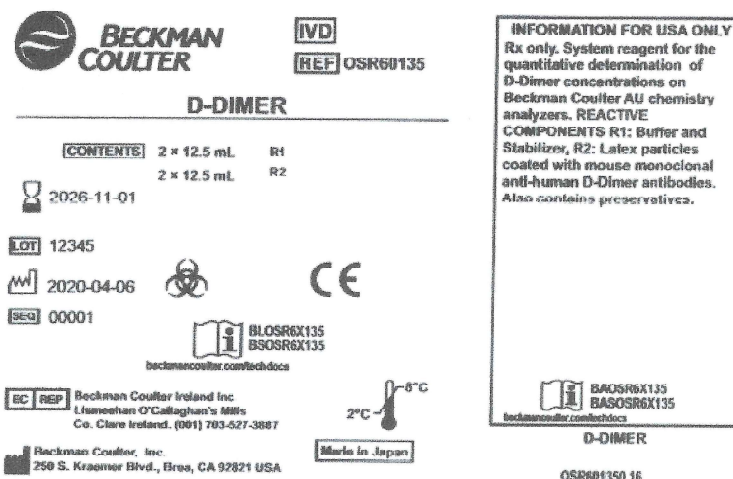 BECKMAN
COULTER
IVD
REF OSR60135
D-DIMER
CONTENTS 2 × 12.5 mL R1
2 × 12.5 mL R2
2026-11-01
LOT 12345
2020-04-06
CE
SEQ 00001
BLOSR6X135
BSOSR6X135
beckmancoulter.com/techdocs
EC REP Beckman Coulter Ireland Inc
Lismeehan O'Callaghan's Mills
Co. Clare Ireland. (001) 703-527-3887
2°C
8°C
Beckman Coulter, Inc.
250 S. Kraemer Blvd., Brea, CA 92821 USA
Made in Japan
INFORMATION FOR USA ONLY
Rx only. System reagent for the
quantitative determination of
D-Dimer concentrations on
Beckman Coulter AU chemistry
analyzers. REACTIVE
COMPONENTS R1: Buffer and
Stabilizer, R2: Latex particles
coated with mouse monoclonal
anti-human D-Dimer antibodies.
Also contains preservatives.
BAOSR6X135
BASOSR6X135
beckmancoulter.com/techdocs
D-DIMER
OSR601350.16